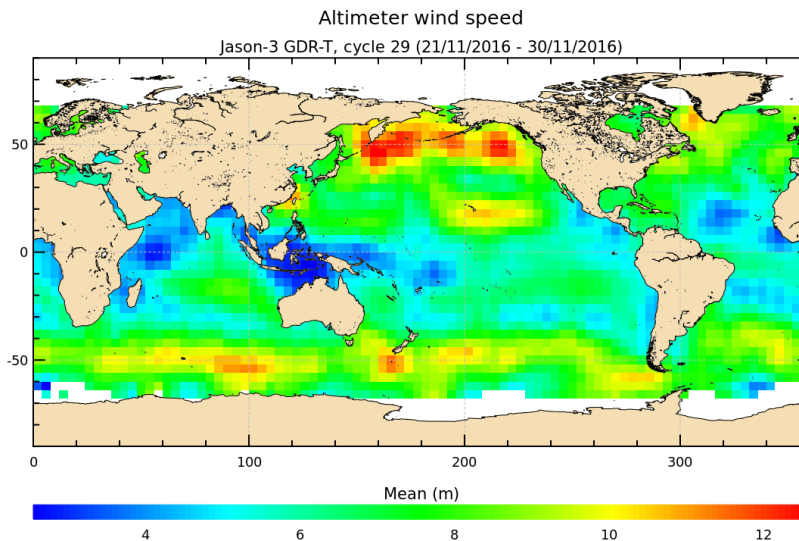 Altimeter wind speed
Jason-3 GDR-T, cycle 29 (21/11/2016 - 30/11/2016)
50
0
-50
0 100 200 300
Mean (m)
4 6 8 10 12